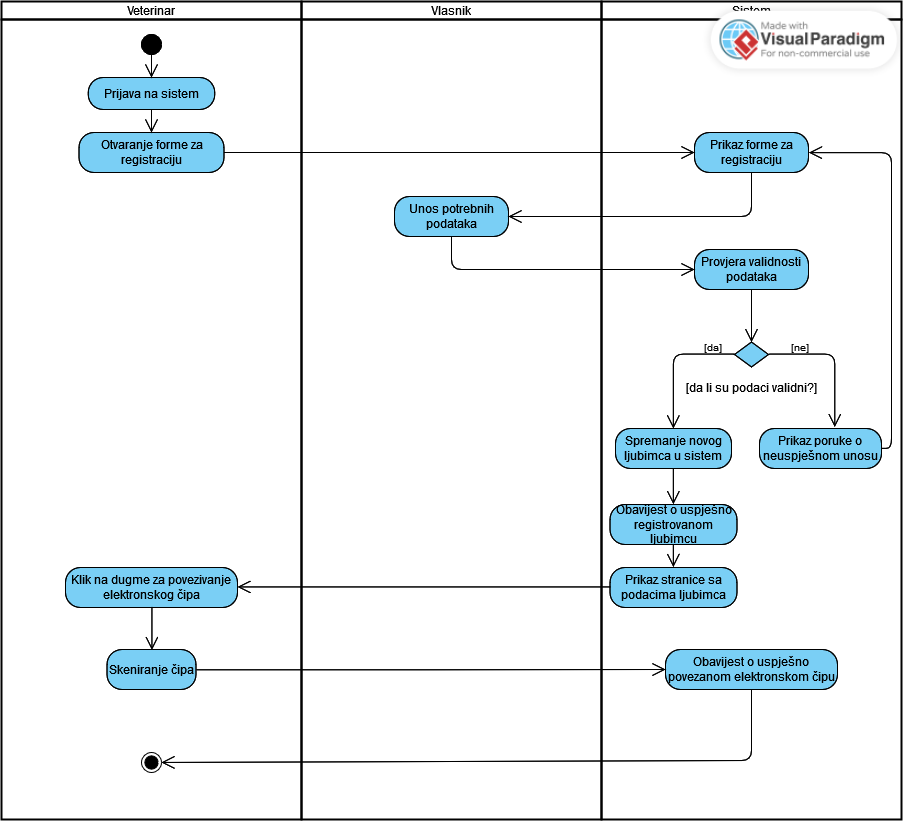 Veterinar
Vlasnik
Sistem
Made with
VisualParadigm
For non-commercial use
Prijava na sistem
Otvaranje forme za
registraciju
Prikaz forme za
registraciju
Unos potrebnih
podataka
Provjera validnosti
podataka
[da]
[ne]
[da li su podaci validni?]
Spremanje novog
ljubimca u sistem
Prikaz poruke o
neuspješnom unosu
Obavijest o uspješno
registrovanom
ljubimcu
Klik na dugme za povezivanje
elektronskog čipa
Prikaz stranice sa
podacima ljubimca
Skeniranje čipa
Obavijest o uspješno
povezanom elektronskom čipu